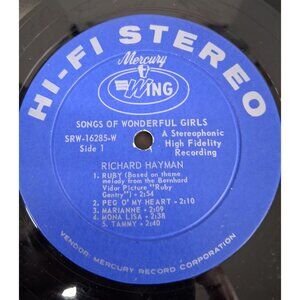 HI-FI STEREO
Mercury
WING
SONGS OF WONDERFUL GIRLS
SRW-16285-W
Side 1
A Stereophonic
High Fidelity
Recording
RICHARD HAYMAN
1. RUBY (Based on theme
melody from the Bernhard
Vidor Picture "Ruby
Gentry") - 2:54
2. PEG O' MY HEART - 2:10
3. MARIANNE - 2:09
4. MONA LISA - 2:38
5. TAMMY - 2:40
VENDOR: MERCURY RECORD CORPORATION